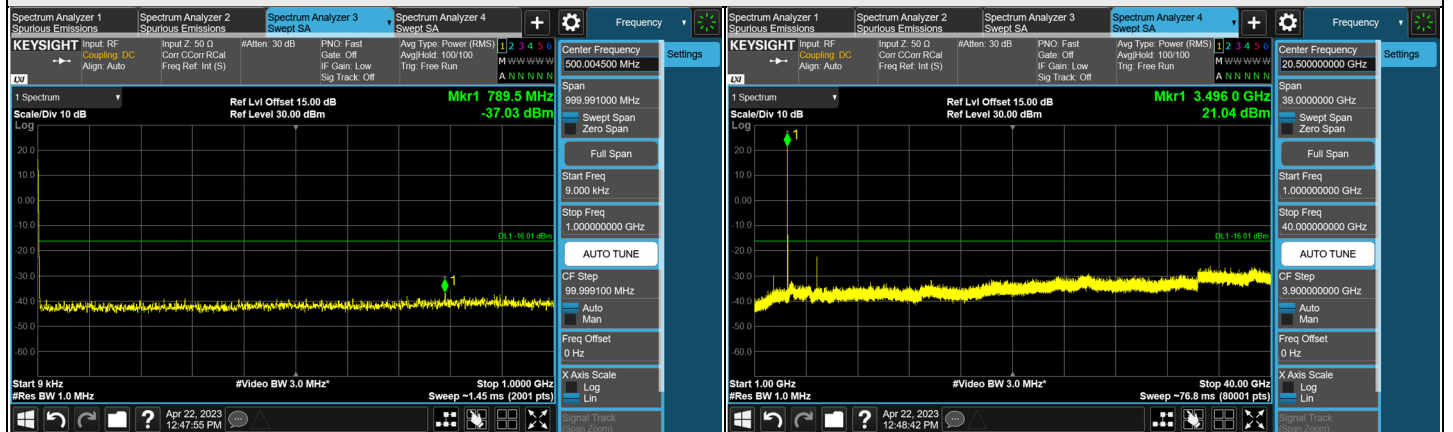 Spectrum Analyzer 1
Spurious Emissions
Spectrum Analyzer 2
Spurious Emissions
Spectrum Analyzer 3
Swept SA
Spectrum Analyzer 4
Swept SA
Frequency
KEYSIGHT
Input: RF
Coupling: DC
Align: Auto
Input Z: 50 Ω
Corr CCorr RCal
Freq Ref: Int (S)
#Atten: 30 dB
PNO: Fast
Gate: Off
IF Gain: Low
Sig Track: Off
Avg Type: Power (RMS)
Avg|Hold: 100/100
Trig: Free Run
1 2 3 4 5 6
M W W W W W
A N N N N N
LXI
Center Frequency
500.004500 MHz
Settings
1 Spectrum
Ref Lvl Offset 15.00 dB
Mkr1 789.5 MHz
Scale/Div 10 dB
Ref Level 30.00 dBm
-37.03 dBm
Log
20.0
10.0
0.00
-10.0
-20.0
-30.0
-40.0
-50.0
-60.0
1
DL1 -16.01 dBm
Span
999.991000 MHz
Swept Span
Zero Span
Full Span
Start Freq
9.000 kHz
Stop Freq
1.000000000 GHz
AUTO TUNE
CF Step
99.999100 MHz
Auto
Man
Freq Offset
0 Hz
X Axis Scale
Log
Lin
Signal Track
(Span Zoom)
Start 9 kHz
#Video BW 3.0 MHz*
Stop 1.0000 GHz
#Res BW 1.0 MHz
Sweep ~1.45 ms (2001 pts)
?
Apr 22, 2023
12:47:55 PM
Spectrum Analyzer 1
Spurious Emissions
Spectrum Analyzer 2
Spurious Emissions
Spectrum Analyzer 3
Swept SA
Spectrum Analyzer 4
Swept SA
Frequency
KEYSIGHT
Input: RF
Coupling: DC
Align: Auto
Input Z: 50 Ω
Corr CCorr RCal
Freq Ref: Int (S)
#Atten: 30 dB
PNO: Fast
Gate: Off
IF Gain: Low
Sig Track: Off
Avg Type: Power (RMS)
Avg|Hold: 100/100
Trig: Free Run
1 2 3 4 5 6
M W W W W W
A N N N N N
LXI
Center Frequency
20.500000000 GHz
Settings
1 Spectrum
Ref Lvl Offset 15.00 dB
Mkr1 3.496 0 GHz
Scale/Div 10 dB
Ref Level 30.00 dBm
21.04 dBm
Log
20.0
10.0
0.00
-10.0
-20.0
-30.0
-40.0
-50.0
-60.0
1
DL1 -16.01 dBm
Span
39.0000000 GHz
Swept Span
Zero Span
Full Span
Start Freq
1.000000000 GHz
Stop Freq
40.000000000 GHz
AUTO TUNE
CF Step
3.900000000 GHz
Auto
Man
Freq Offset
0 Hz
X Axis Scale
Log
Lin
Signal Track
(Span Zoom)
Start 1.00 GHz
#Video BW 3.0 MHz*
Stop 40.00 GHz
#Res BW 1.0 MHz
Sweep ~76.8 ms (80001 pts)
?
Apr 22, 2023
12:48:42 PM